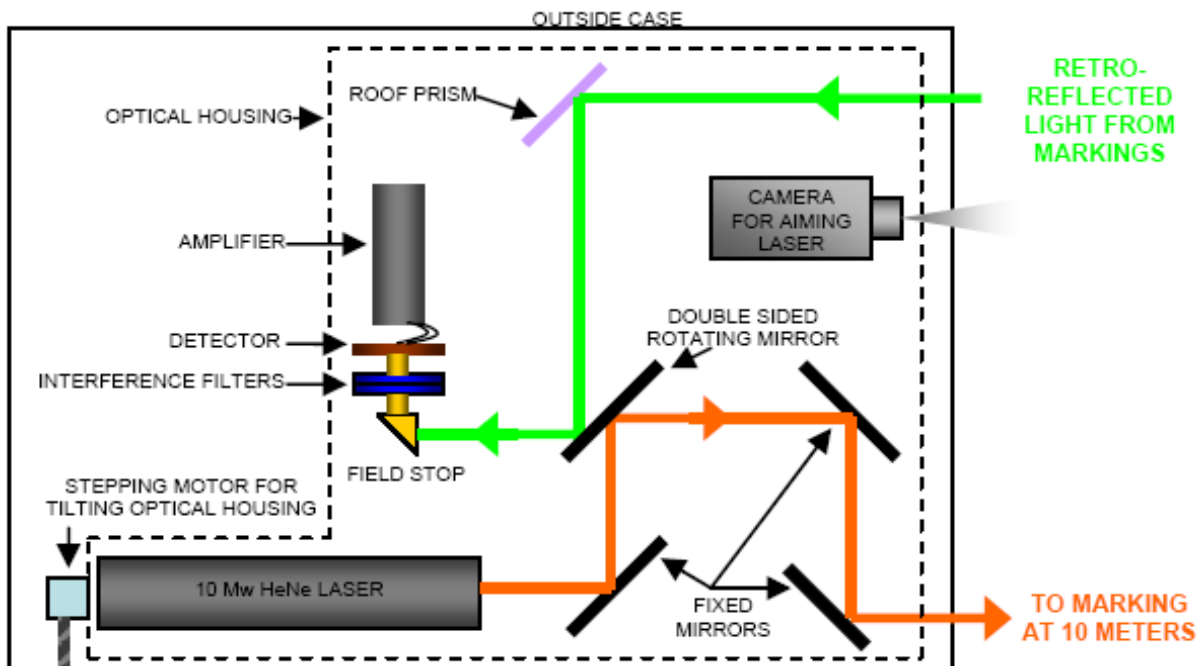 OUTSIDE CASE
ROOF PRISM
OPTICAL HOUSING
RETRO-
REFLECTED
LIGHT FROM
MARKINGS
CAMERA
FOR AIMING
LASER
AMPLIFIER
DOUBLE SIDED
ROTATING MIRROR
DETECTOR
INTERFERENCE FILTERS
FIELD STOP
STEPPING MOTOR FOR
TILTING OPTICAL HOUSING
10 Mw HeNe LASER
FIXED
MIRRORS
TO MARKING
AT 10 METERS